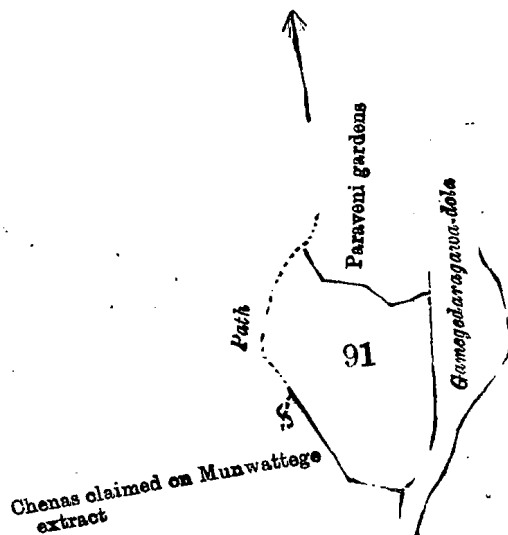 Paraveni gardens
Gamegedaragawa-dola
Path
91
Chenas claimed on Munwattege
extract